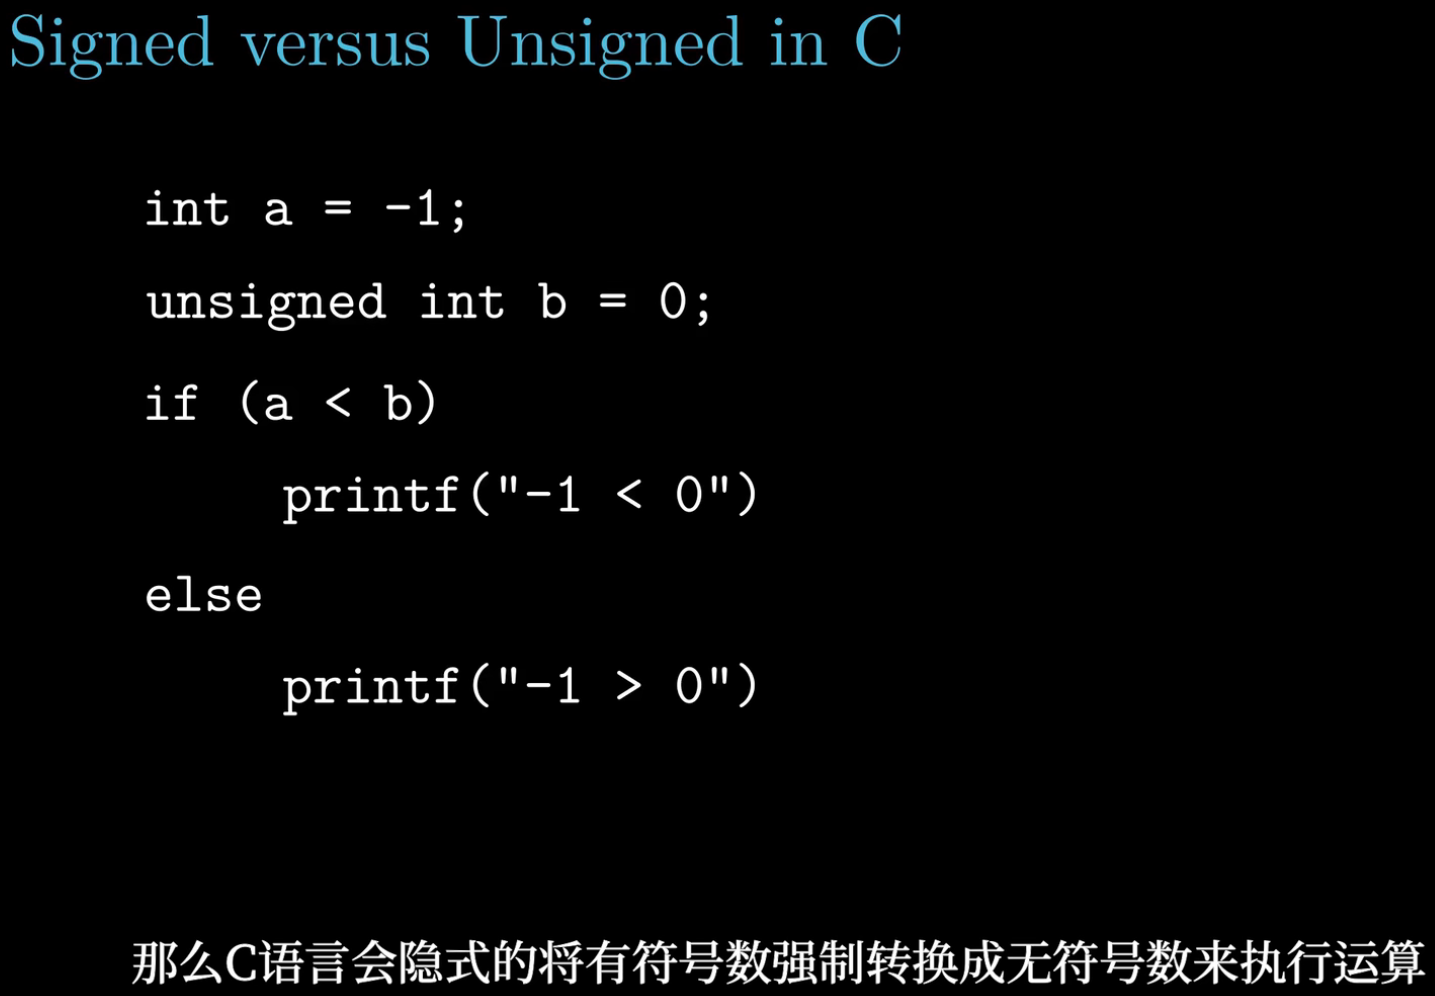 Signed versus Unsigned in C
int a = -1;
unsigned int b = 0;
if (a < b)
printf("-1 < 0")
else
printf("-1 > 0")
那么C语言会隐式的将有符号数强制转换成无符号数来执行运算